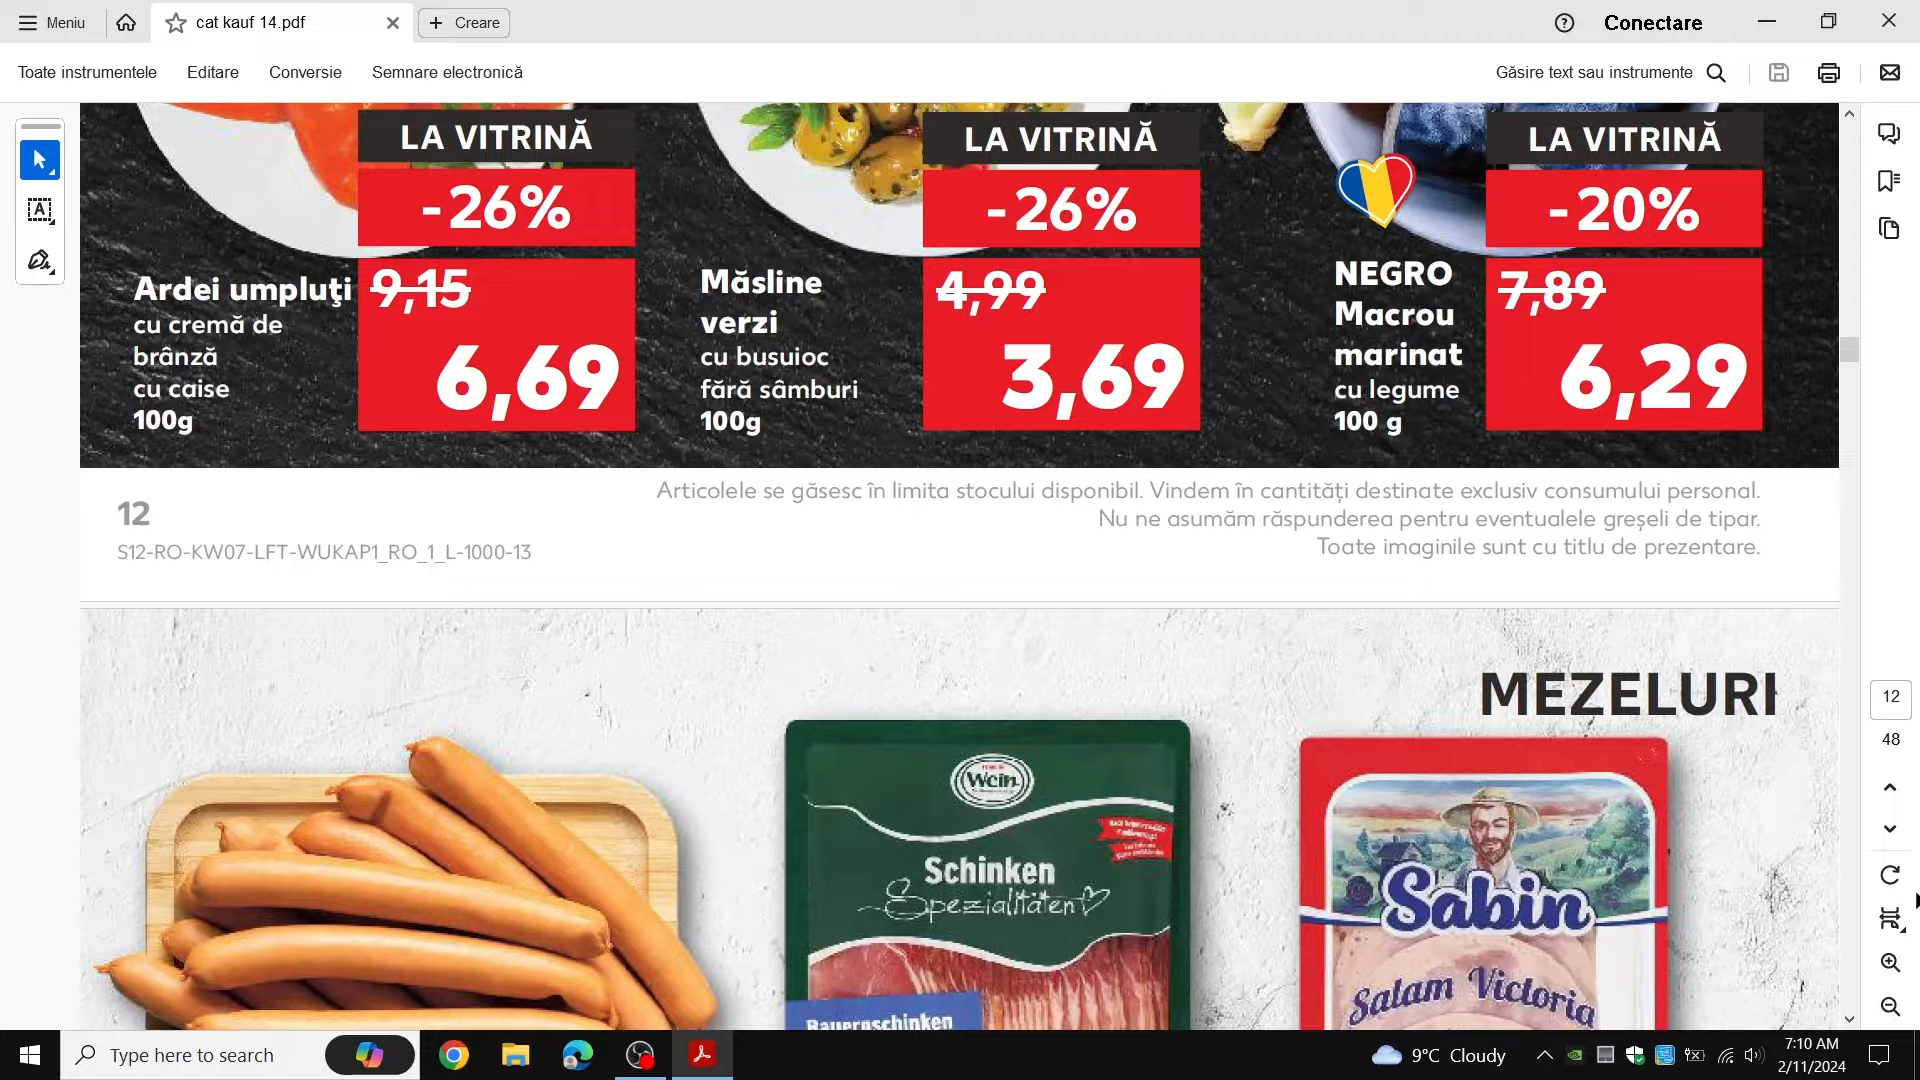 Meniu
cat kauf 14.pdf
Creare
Conectare
Toate instrumentele
Editare
Conversie
Semnare electronică
Găsire text sau instrumente
LA VITRINĂ
-26%
Ardei umpluţi
cu cremă de
brânză
cu caise
100g
9,15
6,69
LA VITRINĂ
-26%
Măsline
verzi
cu busuioc
fără sâmburi
100g
4,99
3,69
LA VITRINĂ
-20%
NEGRO
Macrou
marinat
cu legume
100 g
7,89
6,29
12
S12-RO-KW07-LFT-WUKAP1_RO_1_L-1000-13
Articolele se găsesc în limita stocului disponibil. Vindem în cantități destinate exclusiv consumului personal.
Nu ne asumăm răspunderea pentru eventualele greșeli de tipar.
Toate imaginile sunt cu titlu de prezentare.
MEZELURI
Wein
Schinken
Spezialitäten
Bauernschinken
Sabin
Salam Victoria
12
48
Type here to search
9°C Cloudy
7:10 AM
2/11/2024